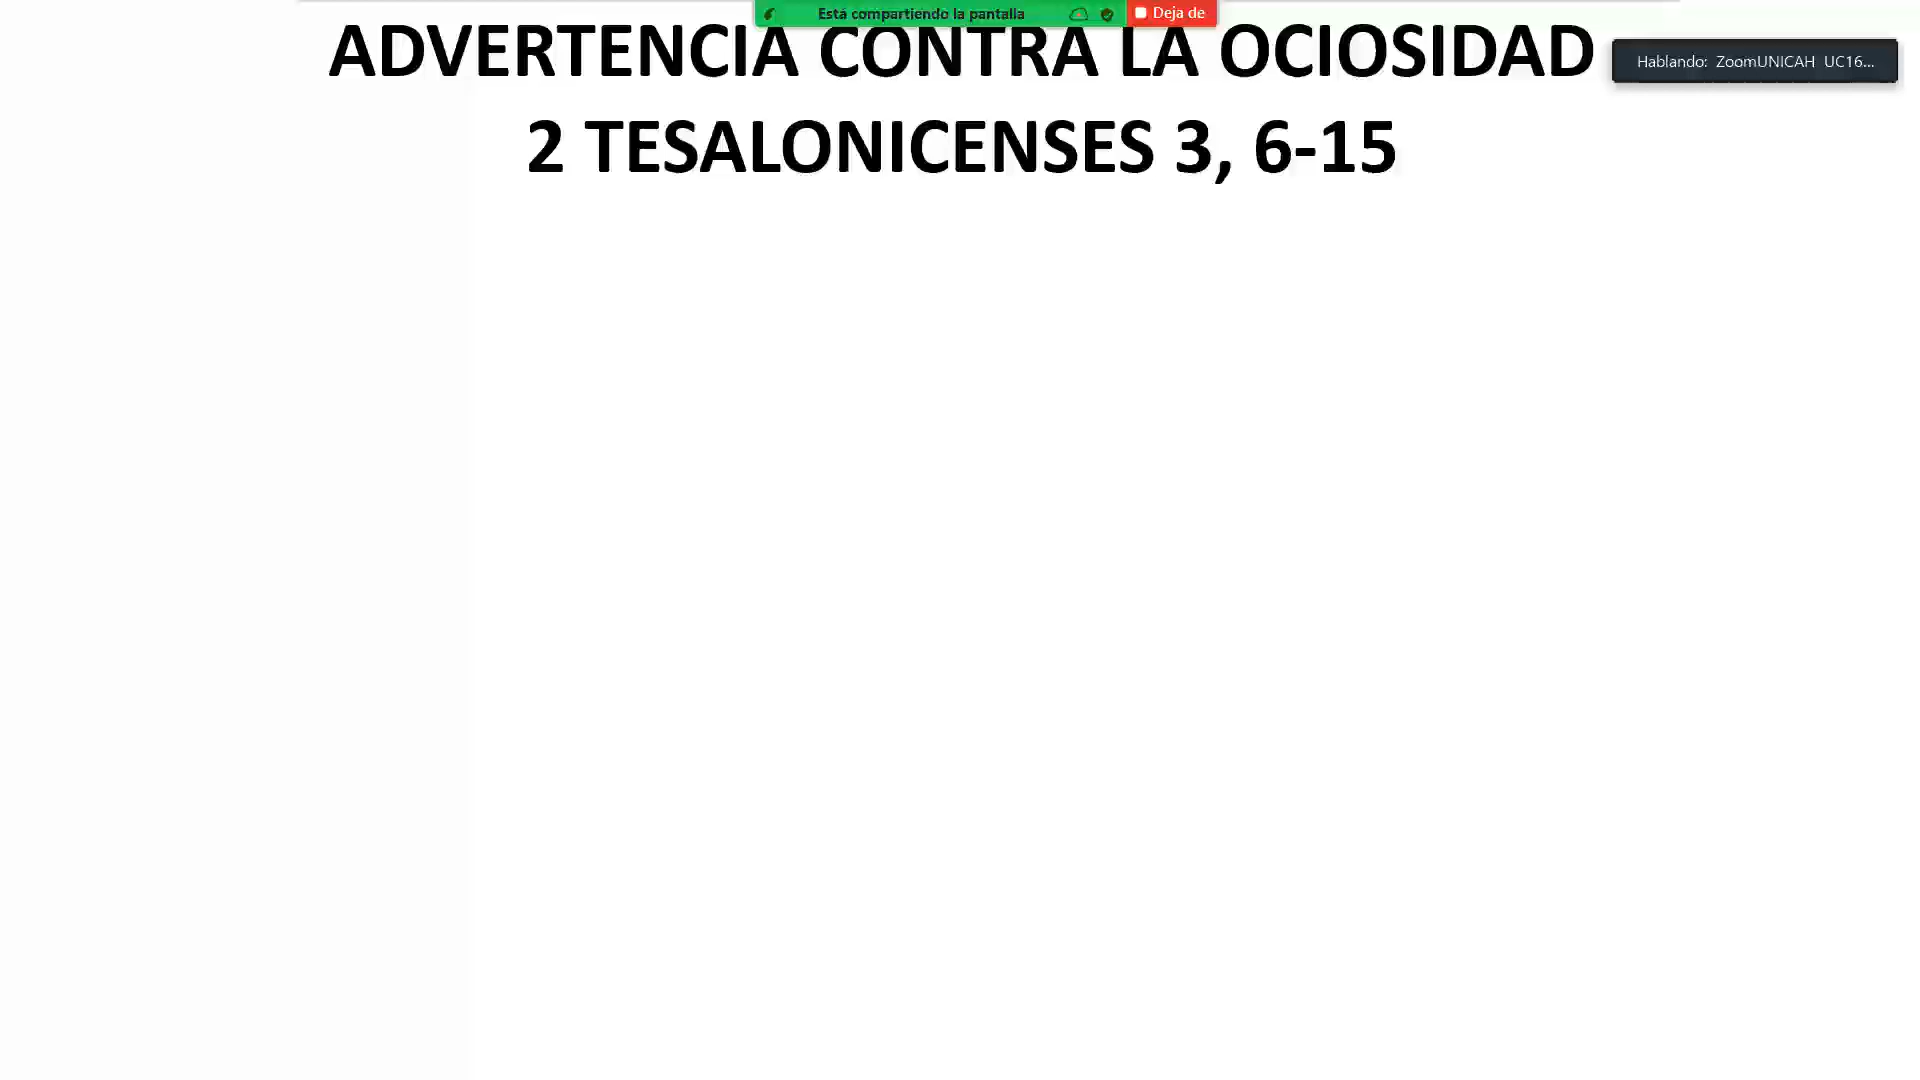 Está compartiendo la pantalla
Deja de
ADVERTENCIA CONTRA LA OCIOSIDAD
Hablando: ZoomUNICAH UC16...
2 TESALONICENSES 3, 6-15